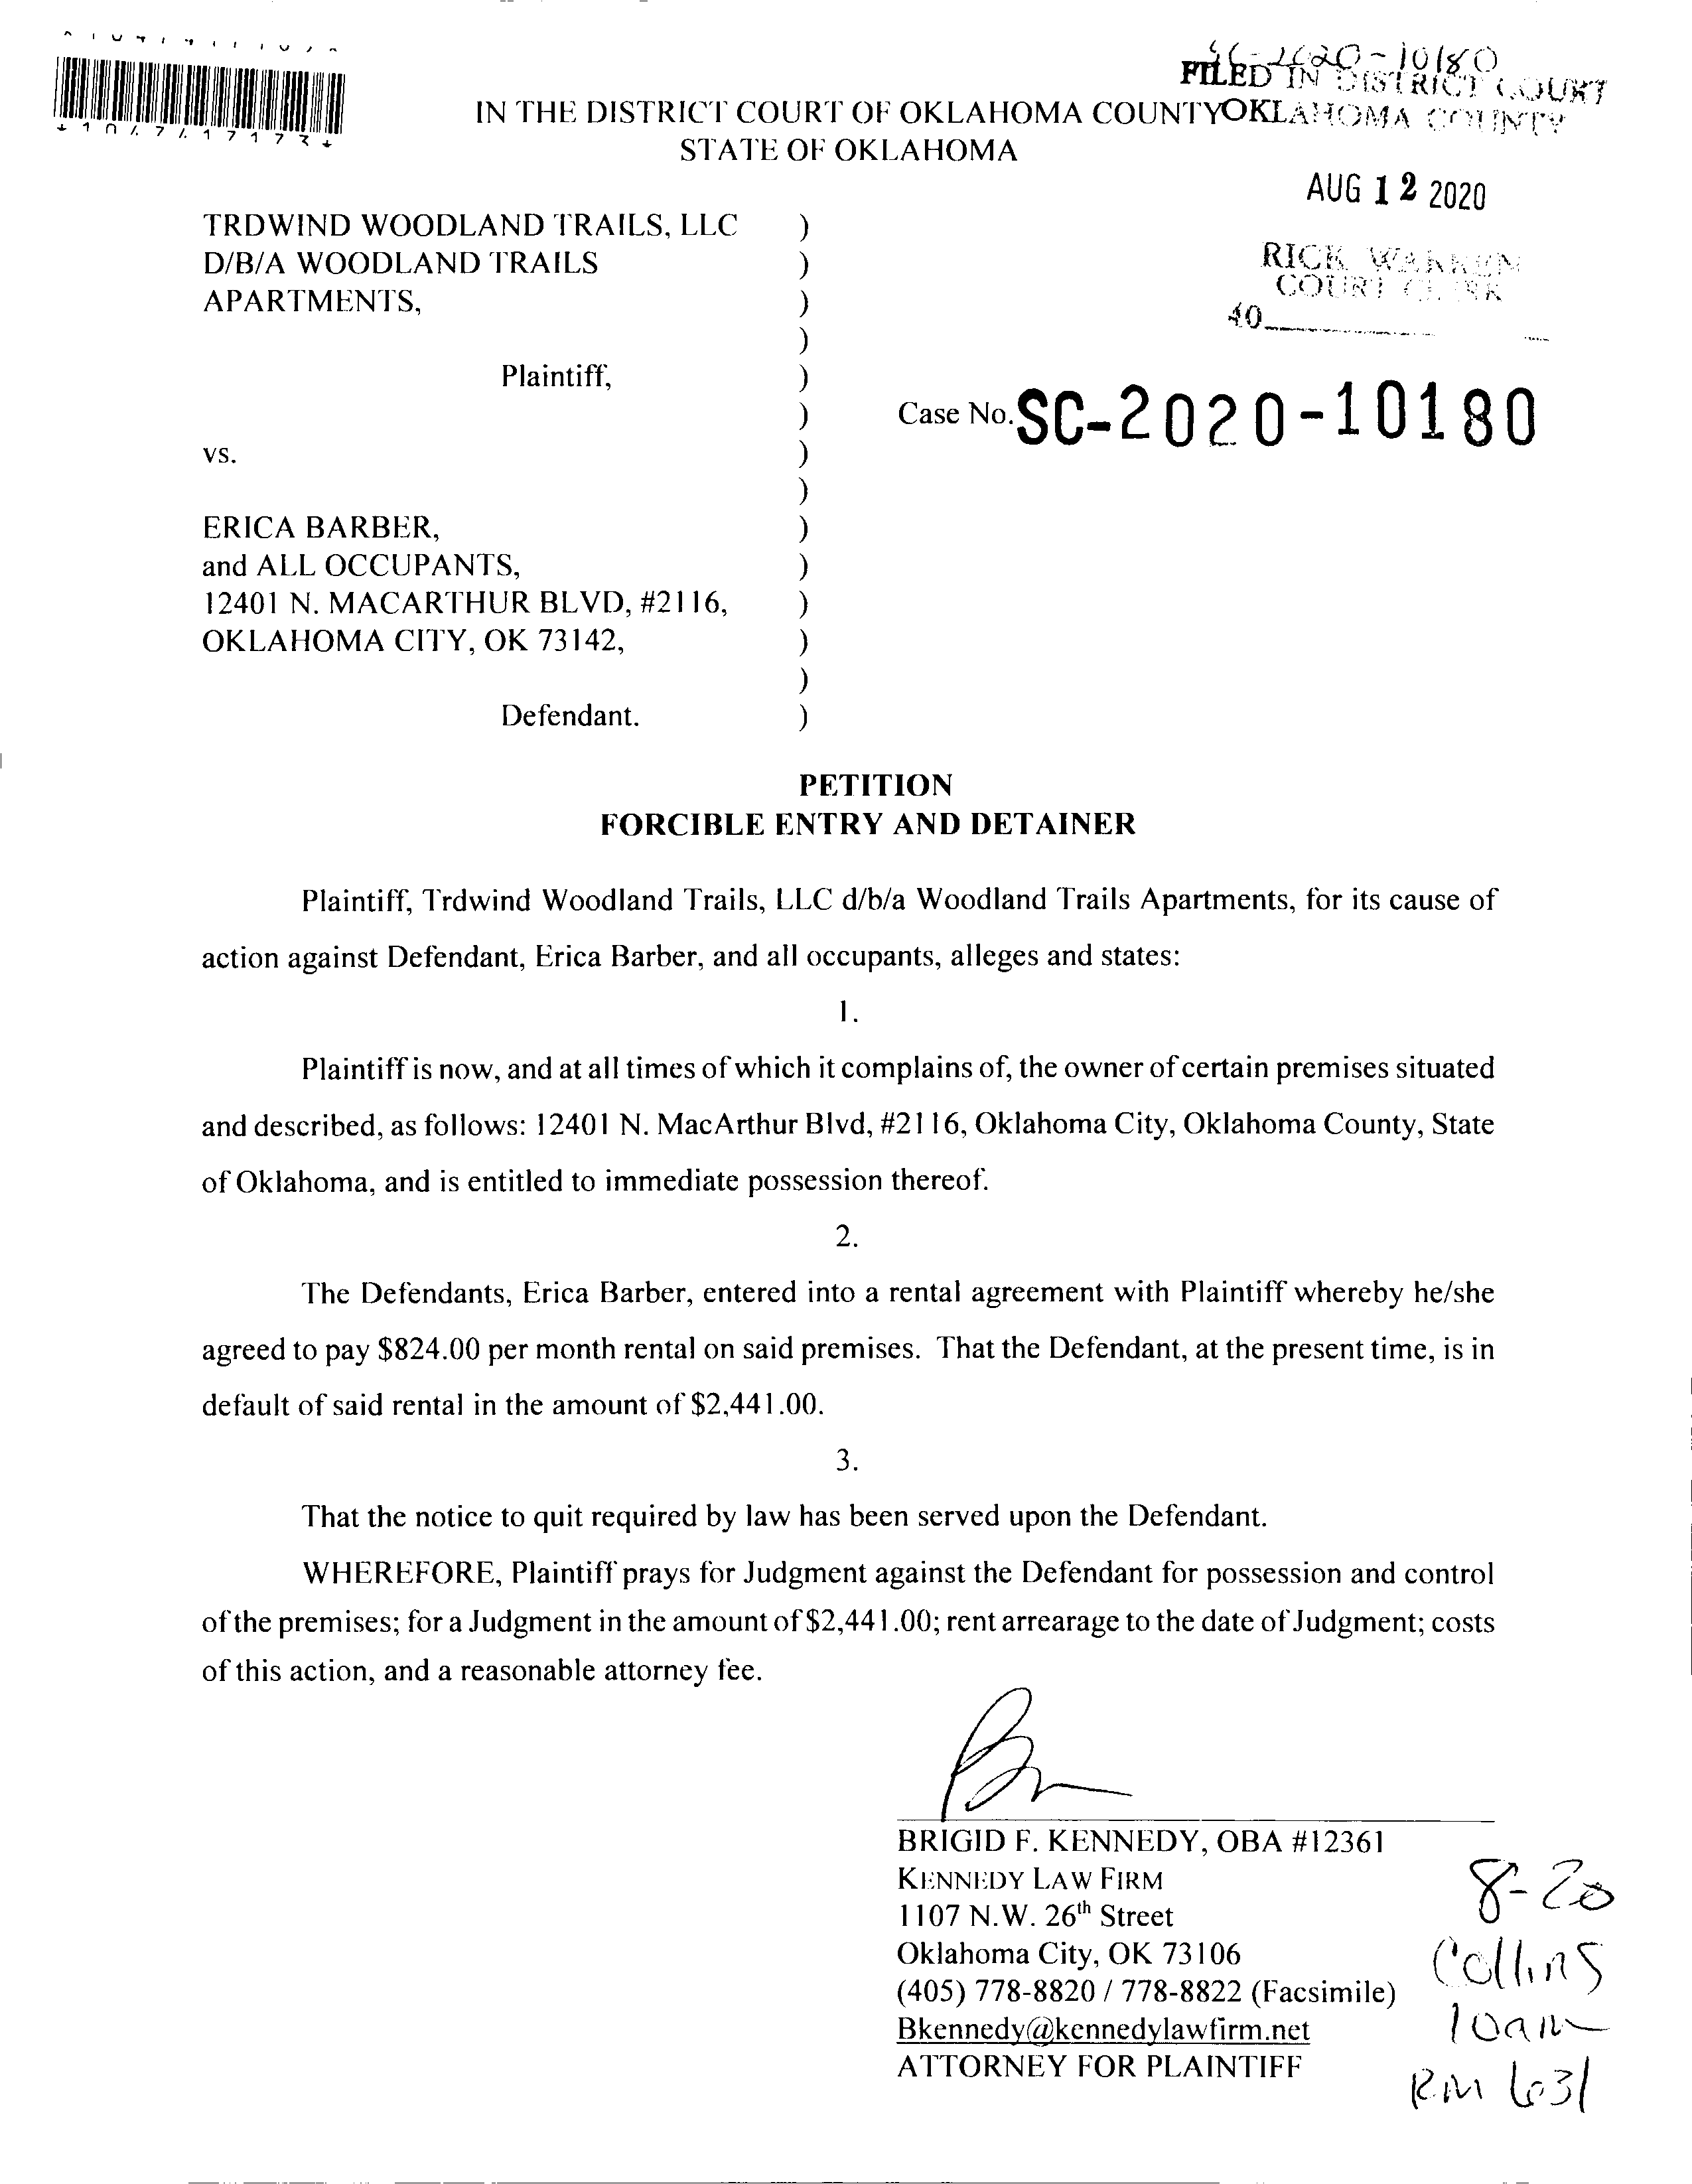 SC-2020-10180
FILED IN DISTRICT COURT
OKLAHOMA COUNTY
IN THE DISTRICT COURT OF OKLAHOMA COUNTY
STATE OF OKLAHOMA
AUG 12 2020
RICK WARREN
COURT CLERK
40
TRDWIND WOODLAND TRAILS, LLC )
D/B/A WOODLAND TRAILS )
APARTMENTS, )
)
Plaintiff, )
) Case No. SC-2020-10180
vs. )
)
ERICA BARBER, )
and ALL OCCUPANTS, )
12401 N. MACARTHUR BLVD, #2116, )
OKLAHOMA CITY, OK 73142, )
)
Defendant. )
PETITION
FORCIBLE ENTRY AND DETAINER
Plaintiff, Trdwind Woodland Trails, LLC d/b/a Woodland Trails Apartments, for its cause of
action against Defendant, Erica Barber, and all occupants, alleges and states:
1.
Plaintiff is now, and at all times of which it complains of, the owner of certain premises situated
and described, as follows: 12401 N. MacArthur Blvd, #2116, Oklahoma City, Oklahoma County, State
of Oklahoma, and is entitled to immediate possession thereof.
2.
The Defendants, Erica Barber, entered into a rental agreement with Plaintiff whereby he/she
agreed to pay $824.00 per month rental on said premises. That the Defendant, at the present time, is in
default of said rental in the amount of $2,441.00.
3.
That the notice to quit required by law has been served upon the Defendant.
WHEREFORE, Plaintiff prays for Judgment against the Defendant for possession and control
of the premises; for a Judgment in the amount of $2,441.00; rent arrearage to the date of Judgment; costs
of this action, and a reasonable attorney fee.
BRIGID F. KENNEDY, OBA #12361
KENNEDY LAW FIRM
1107 N.W. 26th Street
Oklahoma City, OK 73106
(405) 778-8820 / 778-8822 (Facsimile)
Bkennedy@kennedylawfirm.net
ATTORNEY FOR PLAINTIFF
8-20
Collins
10am
RM 631